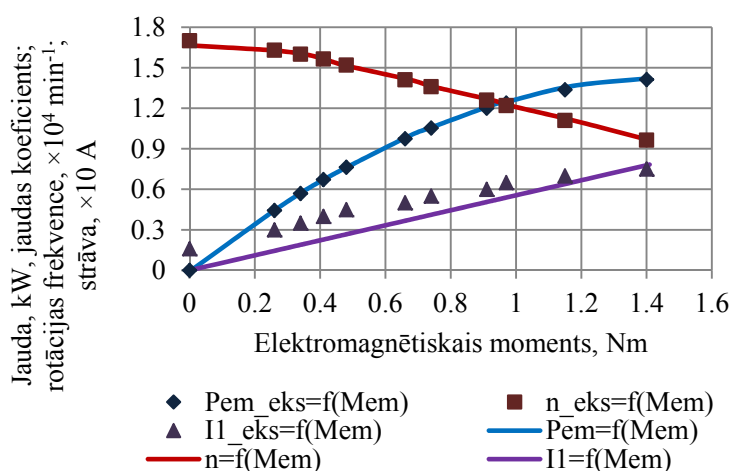 Jauda, kW, jaudas koeficients;
rotācijas frekvence, ×10⁴ min⁻¹;
strāva, ×10 A
1.8
1.5
1.2
0.9
0.6
0.3
0
0 0.2 0.4 0.6 0.8 1 1.2 1.4 1.6
Elektromagnētiskais moments, Nm
Pem_eks=f(Mem) n_eks=f(Mem)
I1_eks=f(Mem) Pem=f(Mem)
n=f(Mem) I1=f(Mem)